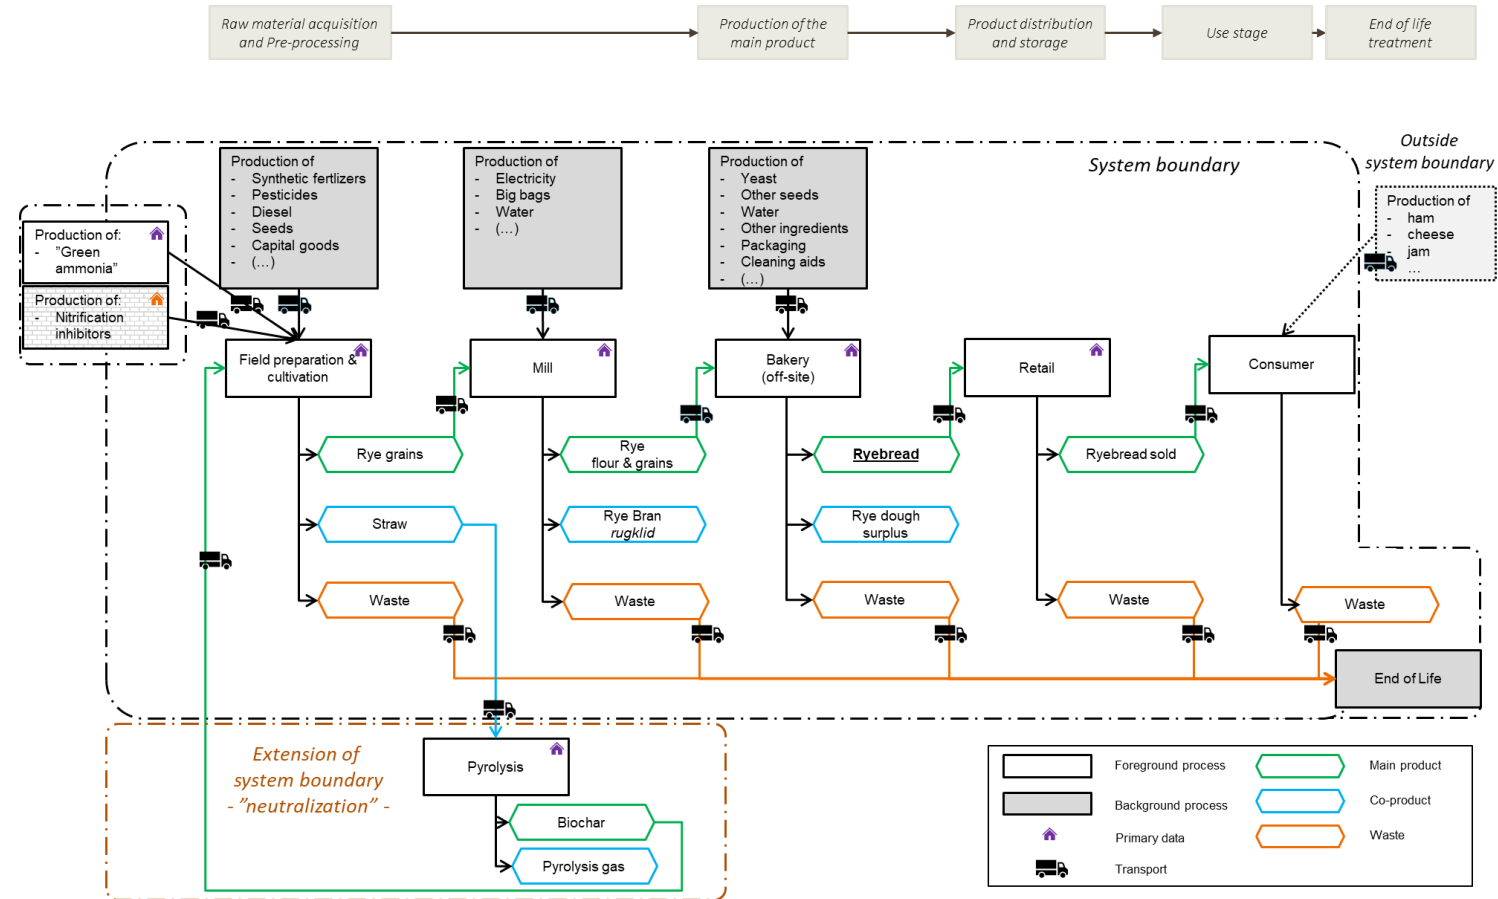 Raw material acquisition
and Pre-processing
Production of the
main product
Product distribution
and storage
Use stage
End of life
treatment
System boundary
Outside
system boundary
Production of
- Synthetic fertlizers
- Pesticides
- Diesel
- Seeds
- Capital goods
- (…)
Production of
- Electricity
- Big bags
- Water
- (…)
Production of
- Yeast
- Other seeds
- Water
- Other ingredients
- Packaging
- Cleaning aids
- (…)
Production of
- ham
- cheese
- jam
- …
Production of:
- ”Green
ammonia”
Production of:
- Nitrification
inhibitors
Field preparation &
cultivation
Mill
Bakery
(off-site)
Retail
Consumer
Rye grains
Rye
flour & grains
Ryebread
Ryebread sold
Straw
Rye Bran
rugklid
Rye dough
surplus
Waste
Waste
Waste
Waste
Waste
End of Life
Extension of
system boundary
- ”neutralization” -
Pyrolysis
Biochar
Pyrolysis gas
Foreground process
Main product
Background process
Co-product
Primary data
Waste
Transport